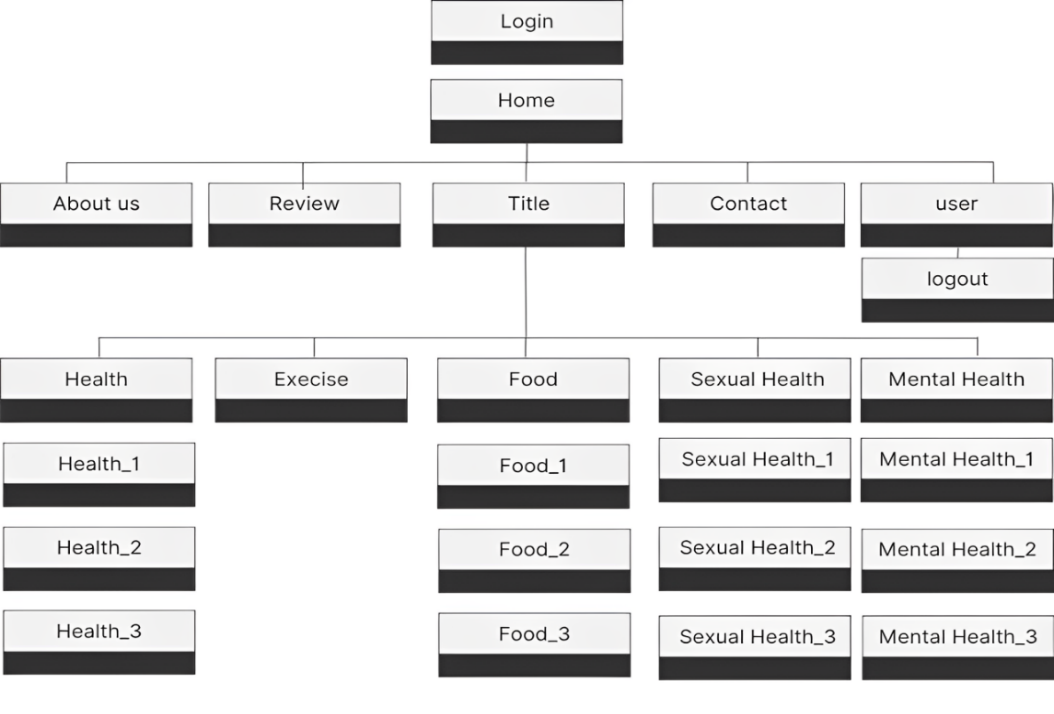 Login
Home
About us
Review
Title
Contact
user
logout
Health
Execise
Food
Sexual Health
Mental Health
Health_1
Food_1
Sexual Health_1
Mental Health_1
Health_2
Food_2
Sexual Health_2
Mental Health_2
Health_3
Food_3
Sexual Health_3
Mental Health_3